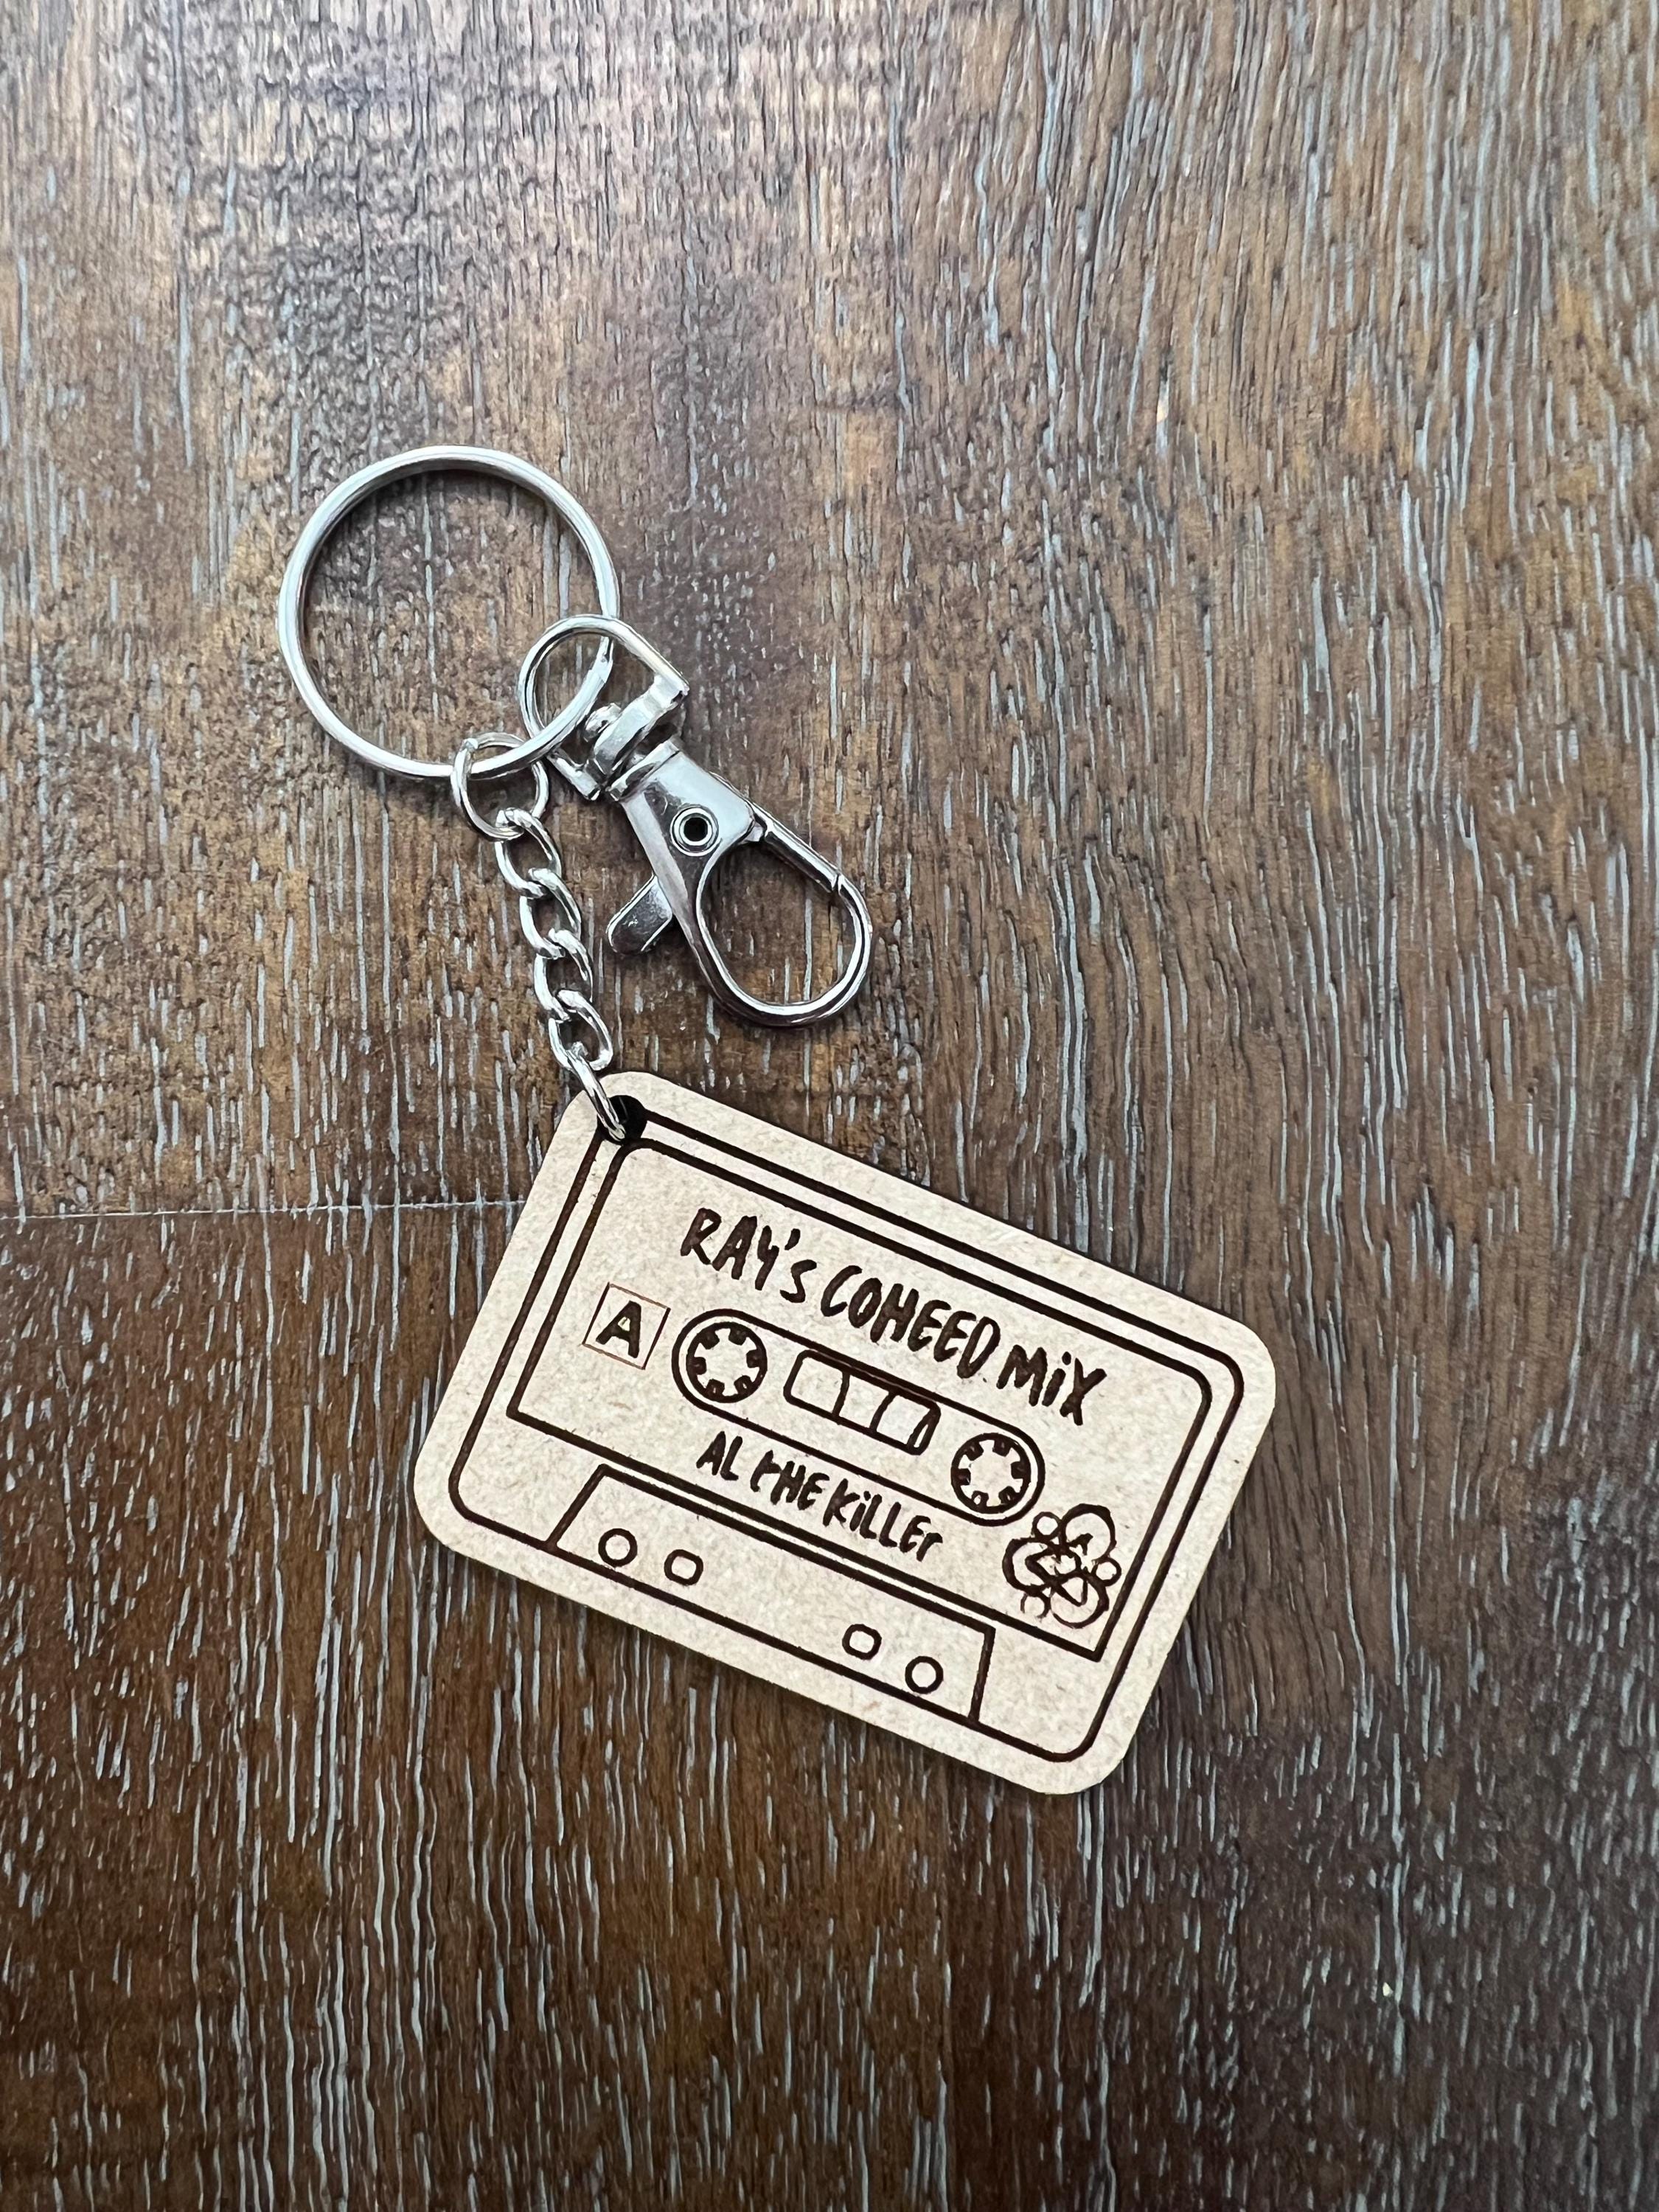 RAY'S COHEED MiX
A
AL tHE KiLLEr